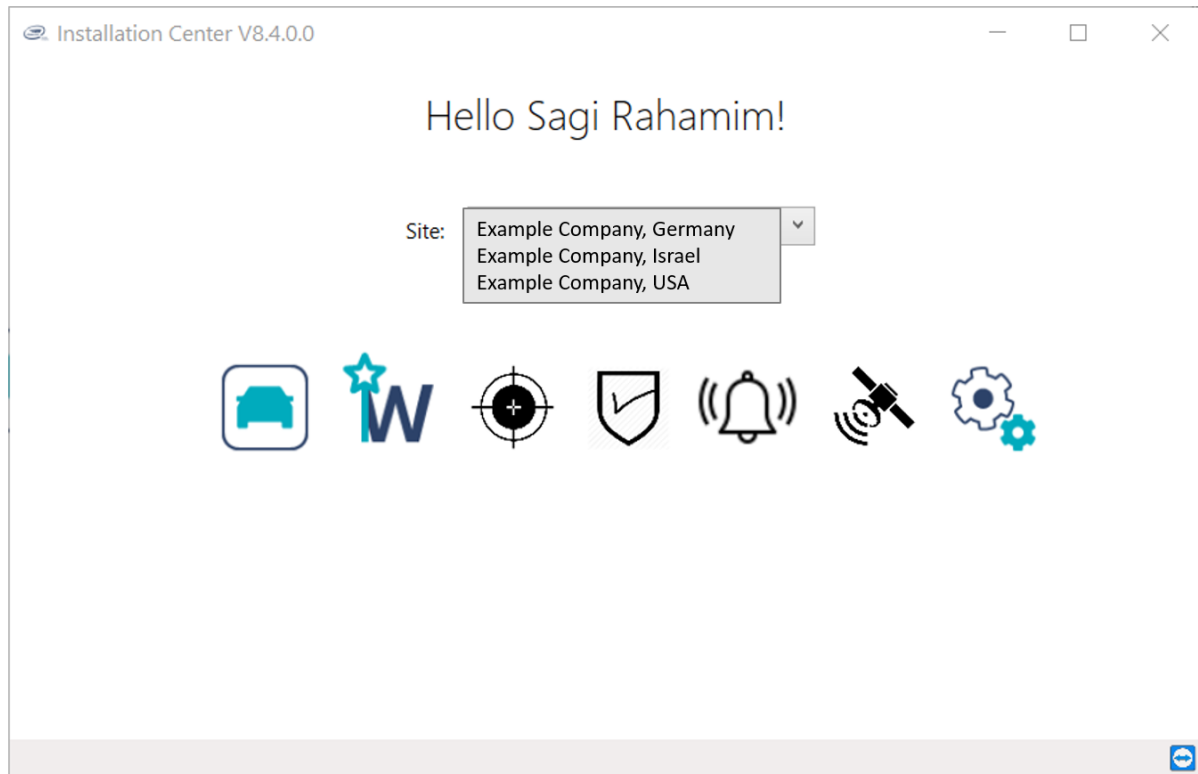 Installation Center V8.4.0.0
Hello Sagi Rahamim!
Site:
Example Company, Germany
Example Company, Israel
Example Company, USA
W